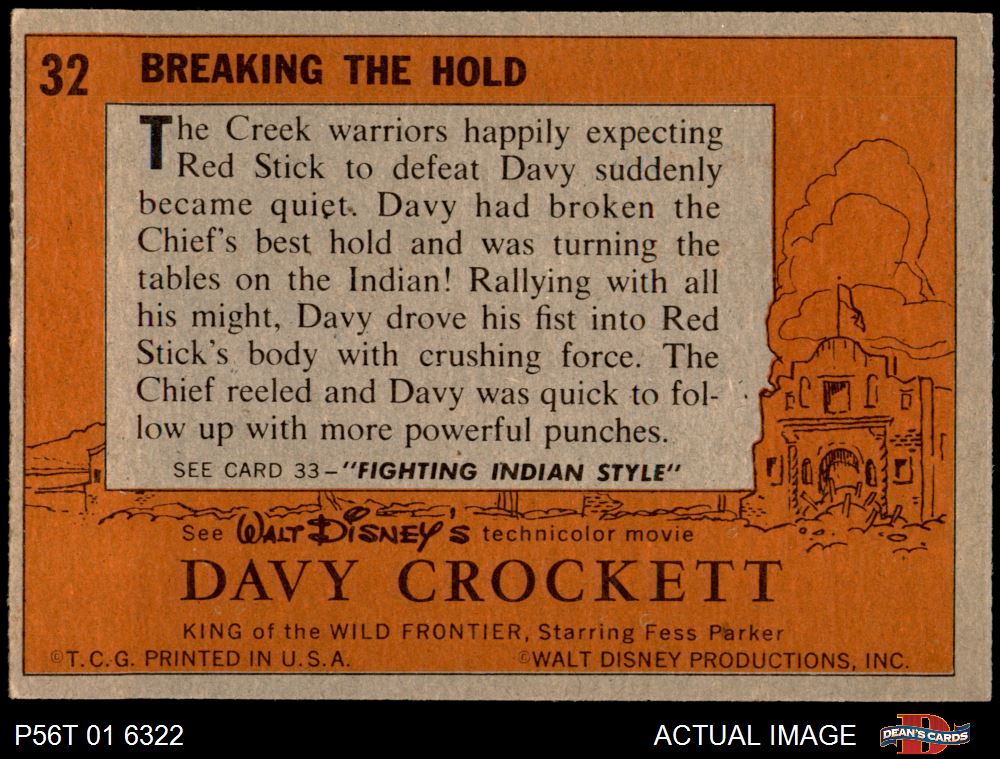 32 BREAKING THE HOLD
The Creek warriors happily expecting
Red Stick to defeat Davy suddenly
became quiet. Davy had broken the
Chief's best hold and was turning the
tables on the Indian! Rallying with all
his might, Davy drove his fist into Red
Stick's body with crushing force. The
Chief reeled and Davy was quick to fol-
low up with more powerful punches.
SEE CARD 33-"FIGHTING INDIAN STYLE"
See WALT DISNEY'S technicolor movie
DAVY CROCKETT
KING of the WILD FRONTIER, Starring Fess Parker
©T.C.G. PRINTED IN U.S.A. ©WALT DISNEY PRODUCTIONS, INC.
P56T 01 6322 ACTUAL IMAGE D DEAN'S CARDS